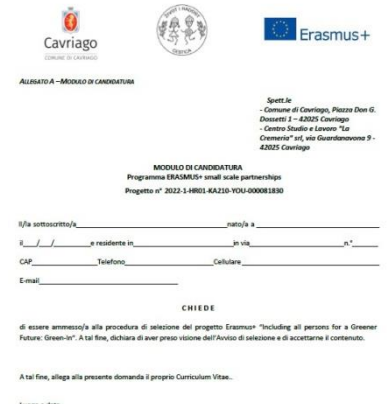 Cavriago
COMUNE DI CAVRIAGO
Erasmus+
ALLEGATO A –MODULO DI CANDIDATURA
Spett.le
- Comune di Cavriago, Piazza Don G.
Dossetti 1 – 42025 Cavriago
- Centro Studio e Lavoro "La
Cremeria" srl, via Guardanavona 9 -
42025 Cavriago
MODULO DI CANDIDATURA
Programma ERASMUS+ small scale partnerships
Progetto n° 2022-1-HR01-KA210-YOU-000081830
Il/la sottoscritto/a nato/a a
il / / e residente in in via n.°
CAP Telefono Cellulare
E-mail
CHIEDE
di essere ammesso/a alla procedura di selezione del progetto Erasmus+ "Including all persons for a Greener
Future: Green-In". A tal fine, dichiara di aver preso visione dell'Avviso di selezione e di accettarne il contenuto.
A tal fine, allega alla presente domanda il proprio Curriculum Vitae..